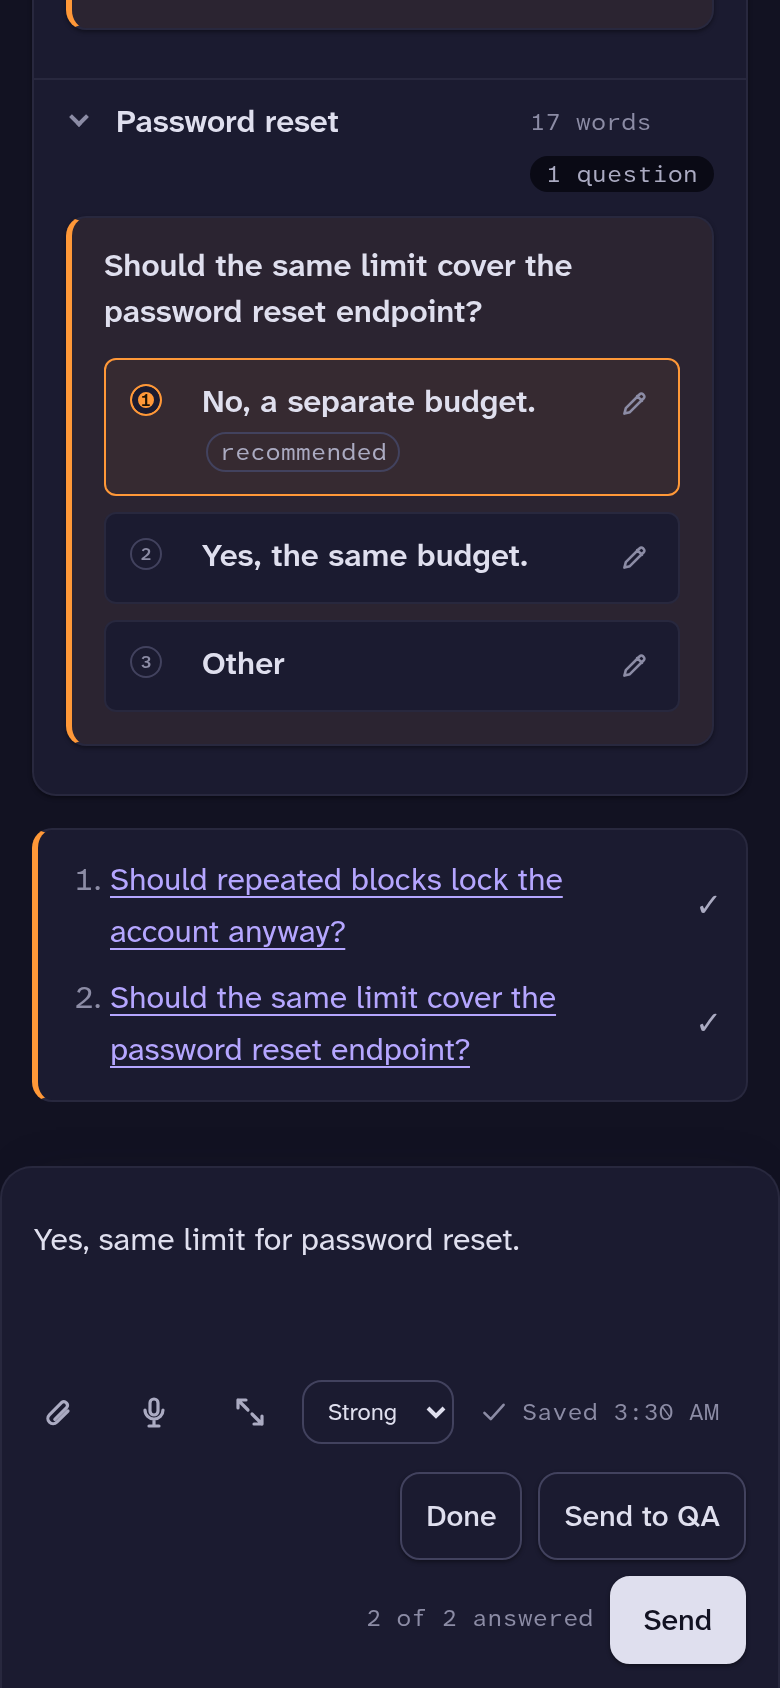 Password reset
17 words
1 question
Should the same limit cover the
password reset endpoint?
1 No, a separate budget.
recommended
2 Yes, the same budget.
3 Other
1. Should repeated blocks lock the
account anyway? ✓
2. Should the same limit cover the
password reset endpoint? ✓
Yes, same limit for password reset.
Strong ✓ Saved 3:30 AM
Done Send to QA
2 of 2 answered Send